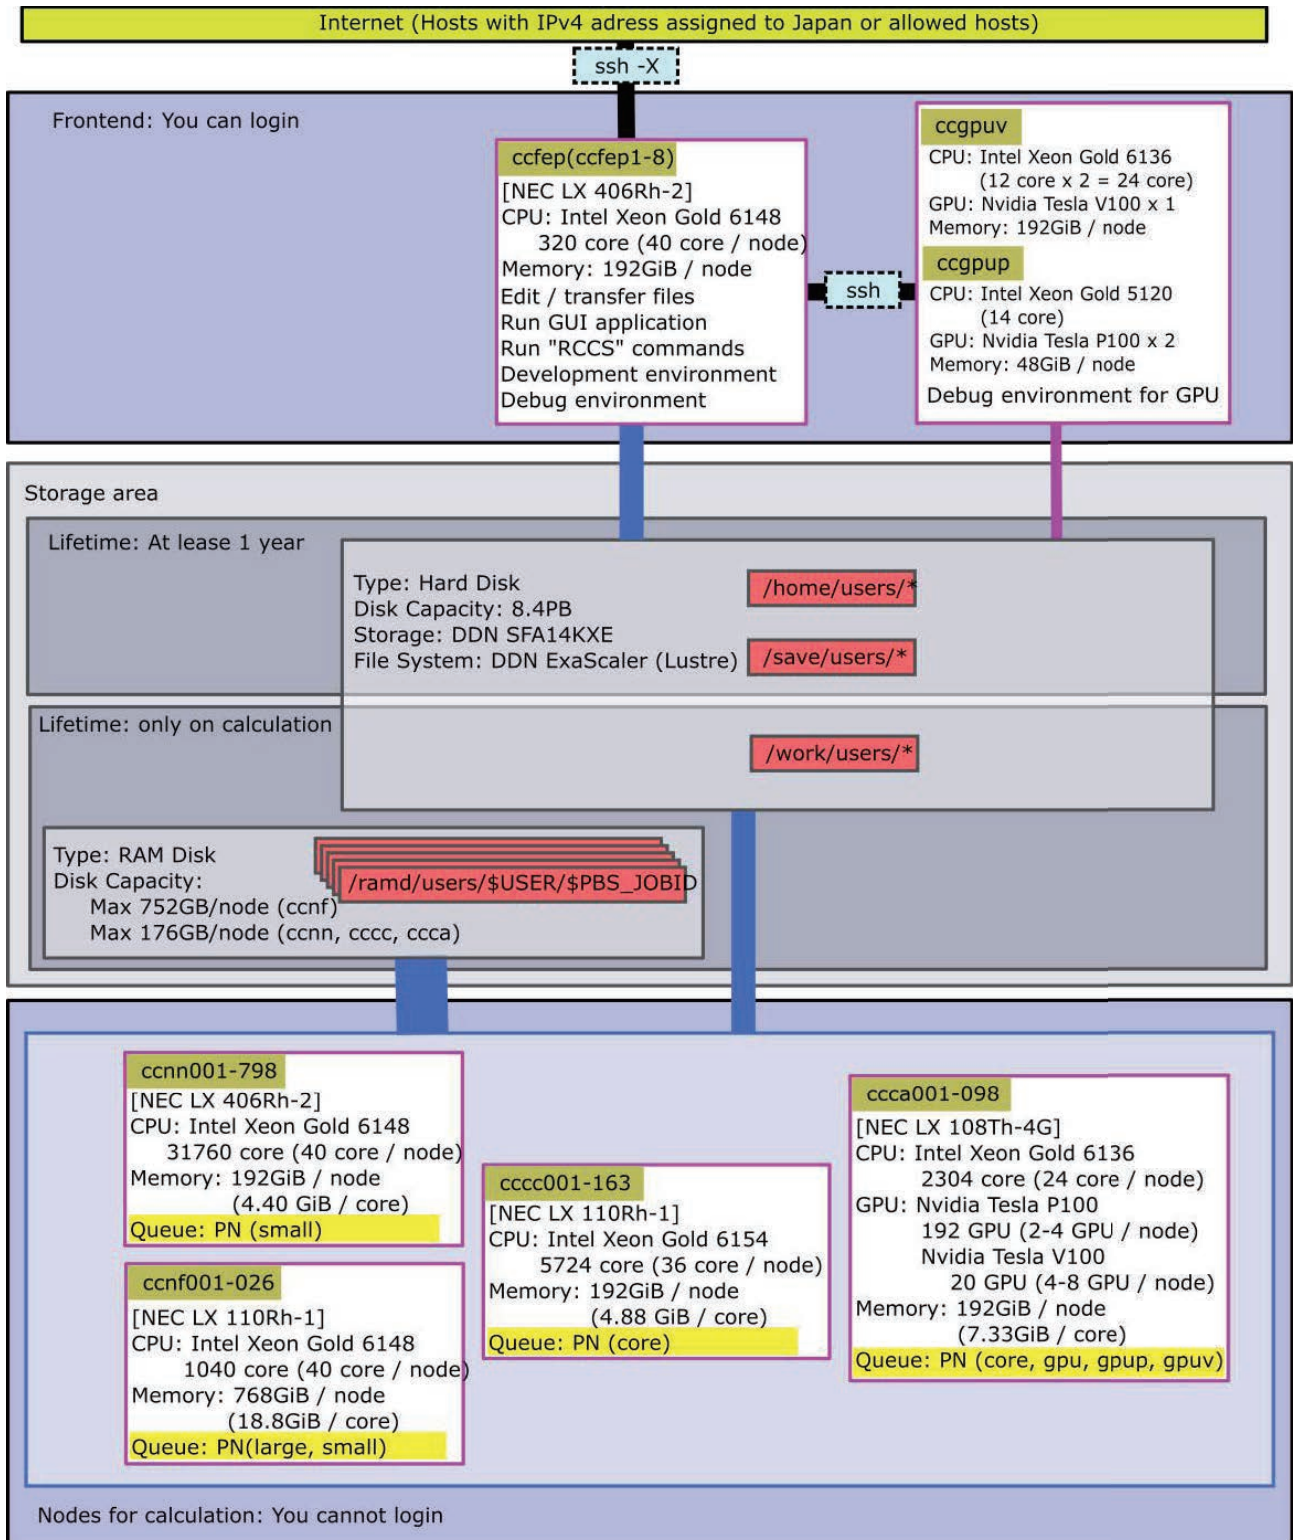 Internet (Hosts with IPv4 adress assigned to Japan or allowed hosts)
ssh -X
Frontend: You can login
ccfep(ccfep1-8)
[NEC LX 406Rh-2]
CPU: Intel Xeon Gold 6148
320 core (40 core / node)
Memory: 192GiB / node
Edit / transfer files
Run GUI application
Run "RCCS" commands
Development environment
Debug environment
ssh
ccgpuv
CPU: Intel Xeon Gold 6136
(12 core x 2 = 24 core)
GPU: Nvidia Tesla V100 x 1
Memory: 192GiB / node
ccgpup
CPU: Intel Xeon Gold 5120
(14 core)
GPU: Nvidia Tesla P100 x 2
Memory: 48GiB / node
Debug environment for GPU
Storage area
Lifetime: At lease 1 year
Type: Hard Disk
Disk Capacity: 8.4PB
Storage: DDN SFA14KXE
File System: DDN ExaScaler (Lustre)
/home/users/*
/save/users/*
Lifetime: only on calculation
/work/users/*
Type: RAM Disk
Disk Capacity:
Max 752GB/node (ccnf)
Max 176GB/node (ccnn, cccc, ccca)
/ramd/users/$USER/$PBS_JOBID
ccnn001-798
[NEC LX 406Rh-2]
CPU: Intel Xeon Gold 6148
31760 core (40 core / node)
Memory: 192GiB / node
(4.40 GiB / core)
Queue: PN (small)
ccnf001-026
[NEC LX 110Rh-1]
CPU: Intel Xeon Gold 6148
1040 core (40 core / node)
Memory: 768GiB / node
(18.8GiB / core)
Queue: PN(large, small)
cccc001-163
[NEC LX 110Rh-1]
CPU: Intel Xeon Gold 6154
5724 core (36 core / node)
Memory: 192GiB / node
(4.88 GiB / core)
Queue: PN (core)
ccca001-098
[NEC LX 108Th-4G]
CPU: Intel Xeon Gold 6136
2304 core (24 core / node)
GPU: Nvidia Tesla P100
192 GPU (2-4 GPU / node)
Nvidia Tesla V100
20 GPU (4-8 GPU / node)
Memory: 192GiB / node
(7.33GiB / core)
Queue: PN (core, gpu, gpup, gpuv)
Nodes for calculation: You cannot login